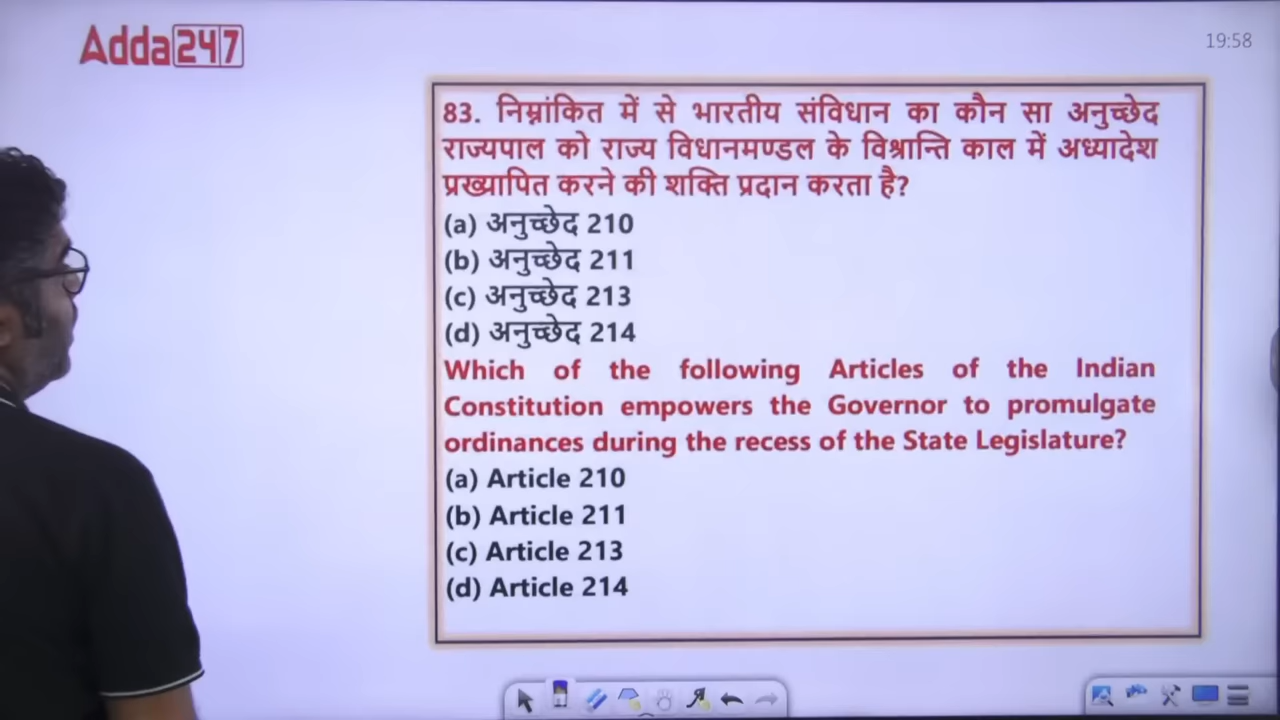 Adda247
19:58
83. निम्नांकित में से भारतीय संविधान का कौन सा अनुच्छेद
राज्यपाल को राज्य विधानमण्डल के विश्रान्ति काल में अध्यादेश
प्रख्यापित करने की शक्ति प्रदान करता है?
(a) अनुच्छेद 210
(b) अनुच्छेद 211
(c) अनुच्छेद 213
(d) अनुच्छेद 214
Which of the following Articles of the Indian
Constitution empowers the Governor to promulgate
ordinances during the recess of the State Legislature?
(a) Article 210
(b) Article 211
(c) Article 213
(d) Article 214